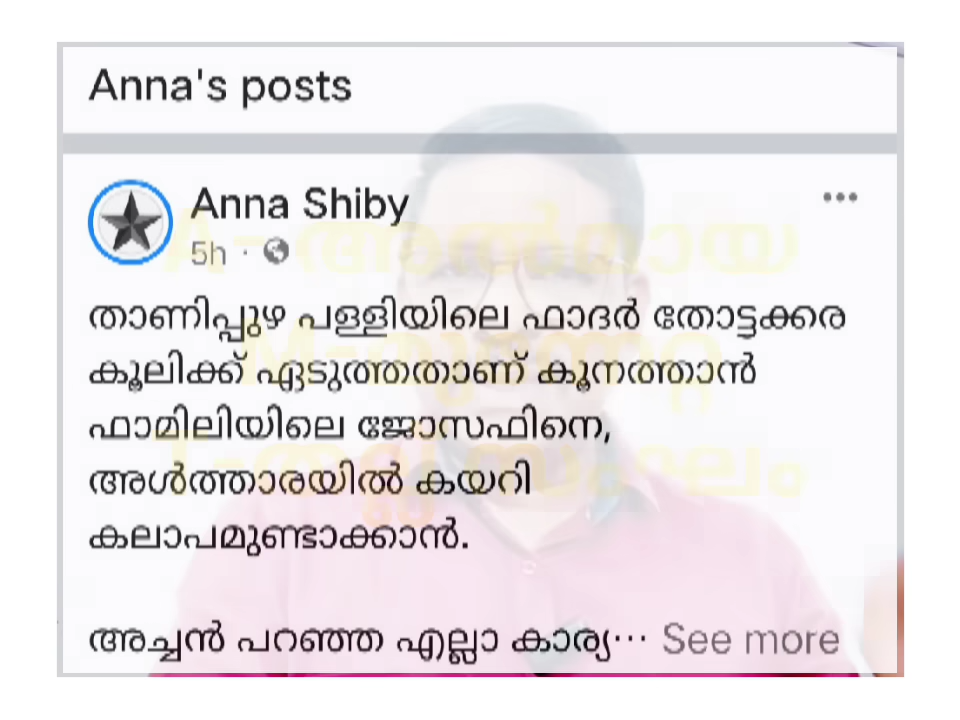 Anna's posts
Anna Shiby
5h ·
താണിപ്പുഴ പള്ളിയിലെ ഫാദർ തോട്ടക്കര
കൂലിക്ക് ഏടുത്തതാണ് കൂനത്താൻ
ഫാമിലിയിലെ ജോസഫിനെ,
അൾത്താരയിൽ കയറി
കലാപമുണ്ടാക്കാൻ.
അച്ചൻ പറഞ്ഞ എല്ലാ കാര്യ… See more